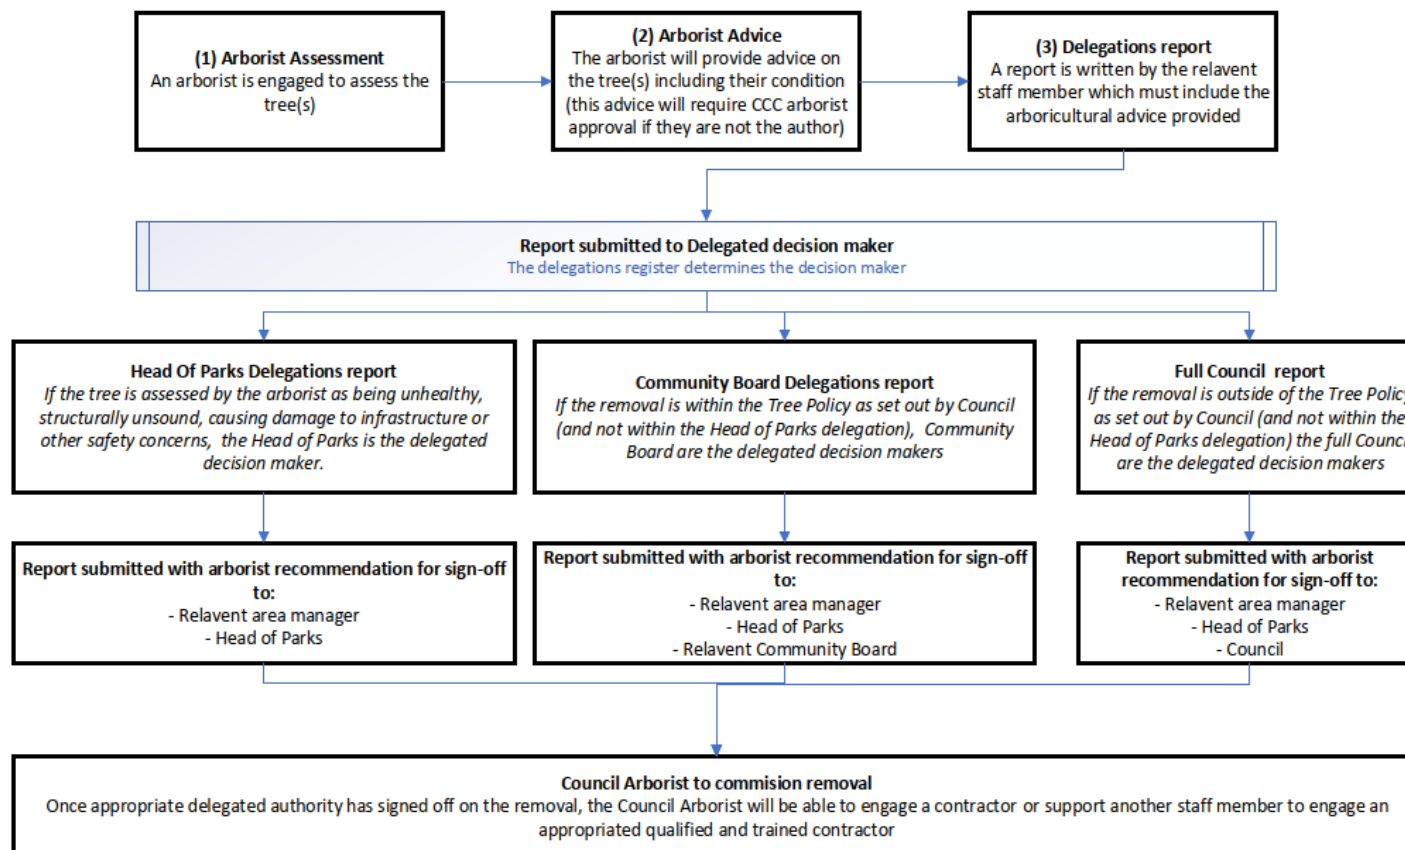 (1) Arborist Assessment
An arborist is engaged to assess the
tree(s)
(2) Arborist Advice
The arborist will provide advice on
the tree(s) including their condition
(this advice will require CCC arborist
approval if they are not the author)
(3) Delegations report
A report is written by the relavent
staff member which must include the
arboricultural advice provided
Report submitted to Delegated decision maker
The delegations register determines the decision maker
Head Of Parks Delegations report
If the tree is assessed by the arborist as being unhealthy,
structurally unsound, causing damage to infrastructure or
other safety concerns, the Head of Parks is the delegated
decision maker.
Community Board Delegations report
If the removal is within the Tree Policy as set out by Council
(and not within the Head of Parks delegation), Community
Board are the delegated decision makers
Full Council report
If the removal is outside of the Tree Policy
as set out by Council (and not within the
Head of Parks delegation) the full Council
are the delegated decision makers
Report submitted with arborist recommendation for sign-off
to:
- Relavent area manager
- Head of Parks
Report submitted with arborist recommendation for sign-off
to:
- Relavent area manager
- Head of Parks
- Relavent Community Board
Report submitted with arborist
recommendation for sign-off to:
- Relavent area manager
- Head of Parks
- Council
Council Arborist to commision removal
Once appropriate delegated authority has signed off on the removal, the Council Arborist will be able to engage a contractor or support another staff member to engage an
appropriated qualified and trained contractor